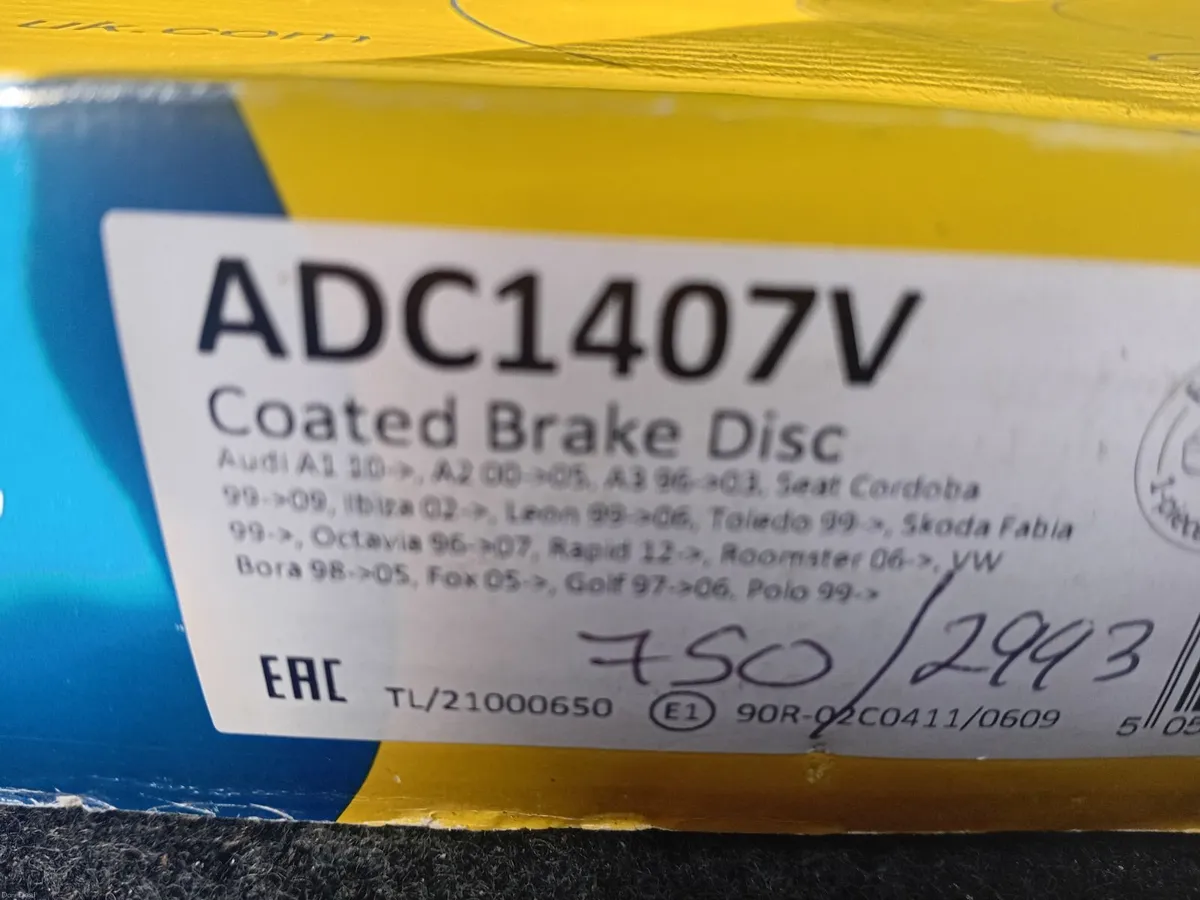 uk.com
ADC1407V
Coated Brake Disc
Audi A1 10->, A2 00->05, A3 96->03, Seat Cordoba
99->09, Ibiza 02->, Leon 99->06, Toledo 99->, Skoda Fabia
99->, Octavia 96->07, Rapid 12->, Roomster 06->, VW
Bora 98->05, Fox 05->, Golf 97->06, Polo 99->
750/2993
EAC TL/21000650 E1 90R-02C0411/0609
5 05